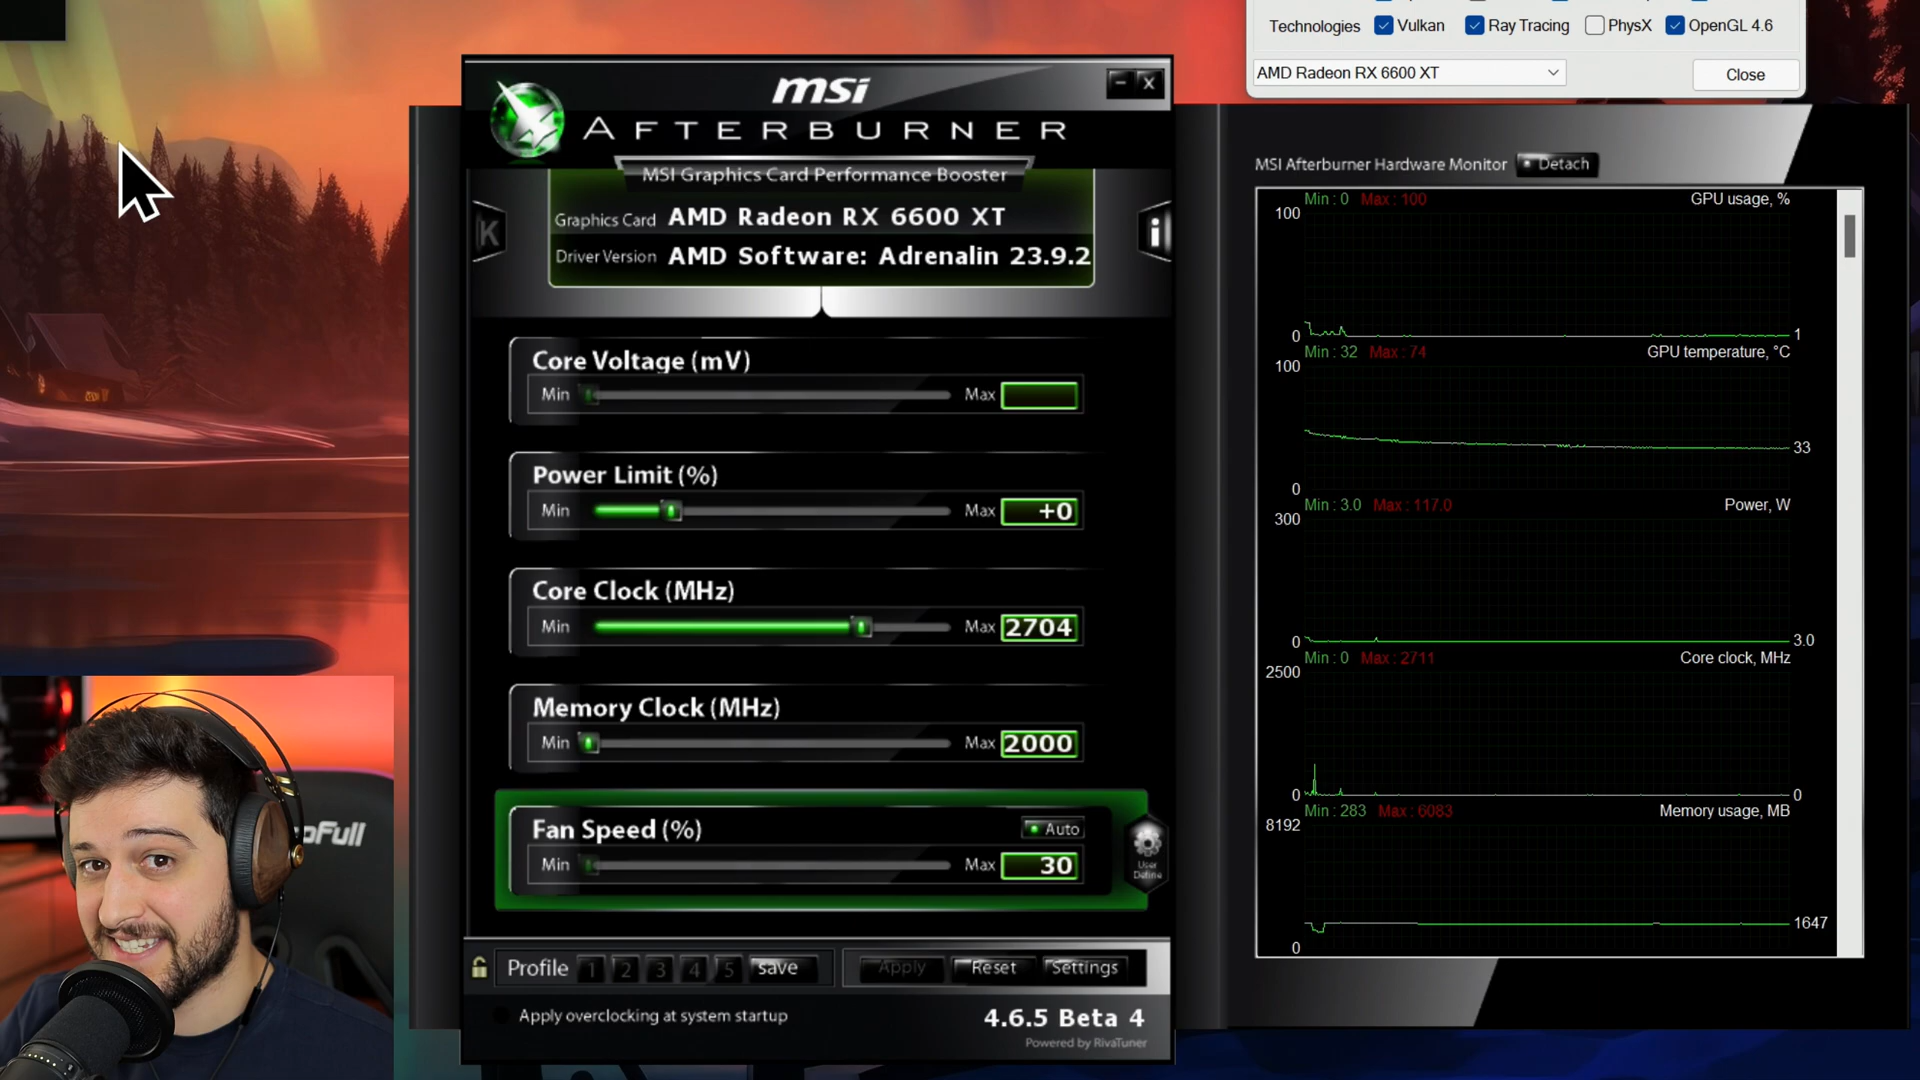 Technologies Vulkan Ray Tracing PhysX OpenGL 4.6
AMD Radeon RX 6600 XT
Close
msi
AFTERBURNER
MSI Graphics Card Performance Booster
K
Graphics Card AMD Radeon RX 6600 XT
i
Driver Version AMD Software: Adrenalin 23.9.2
Core Voltage (mV)
Min Max
Power Limit (%)
Min Max +0
Core Clock (MHz)
Min Max 2704
Memory Clock (MHz)
Min Max 2000
Fan Speed (%)
Auto
Min Max 30
User Define
Profile 1 2 3 4 5 save
Apply Reset Settings
Apply overclocking at system startup
4.6.5 Beta 4
Powered by RivaTuner
MSI Afterburner Hardware Monitor Detach
Min : 0 Max : 100 GPU usage, %
100
0 1
Min : 32 Max : 74 GPU temperature, °C
100
33
0
Min : 3.0 Max : 117.0 Power, W
300
0 3.0
Min : 0 Max : 2711 Core clock, MHz
2500
0 0
Min : 283 Max : 6083 Memory usage, MB
8192
1647
0